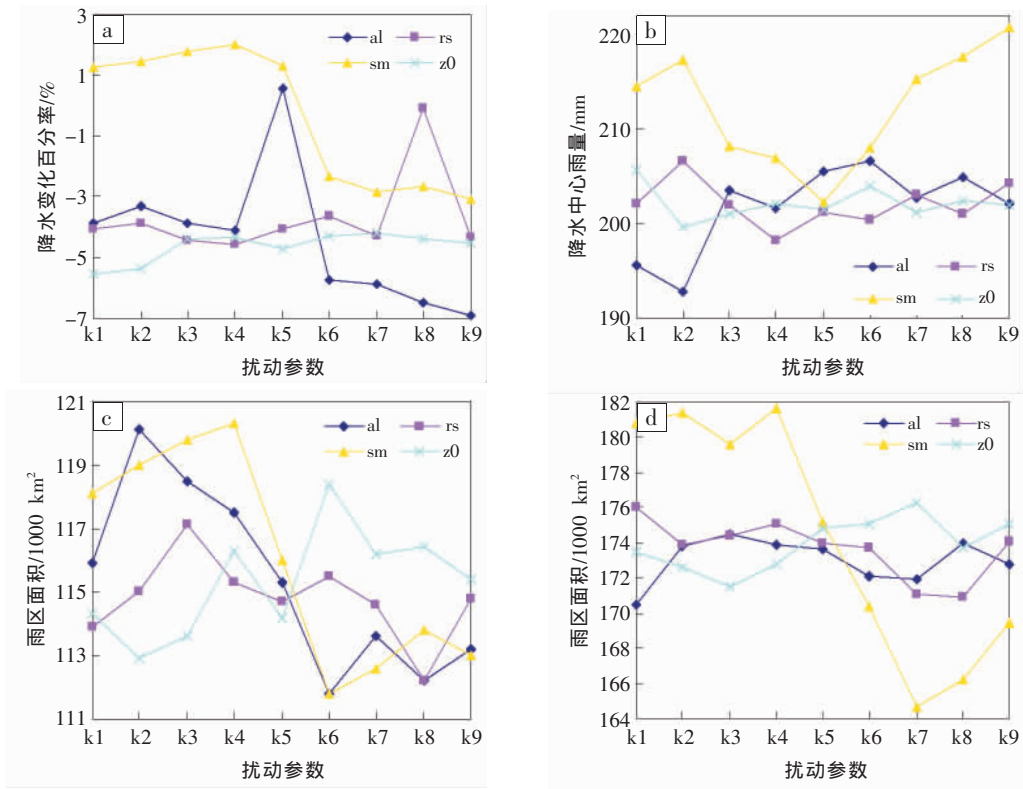 a
al
rs
sm
z0
3
1
−1
−3
−5
−7
降水变化百分率/%
k1 k2 k3 k4 k5 k6 k7 k8 k9
扰动参数
b
220
210
200
190
降水中心雨量/mm
al
rs
sm
z0
k1 k2 k3 k4 k5 k6 k7 k8 k9
扰动参数
c
al
rs
sm
z0
121
119
117
115
113
111
雨区面积/1000 km²
k1 k2 k3 k4 k5 k6 k7 k8 k9
扰动参数
d
al
rs
sm
z0
182
180
178
176
174
172
170
168
166
164
雨区面积/1000 km²
k1 k2 k3 k4 k5 k6 k7 k8 k9
扰动参数